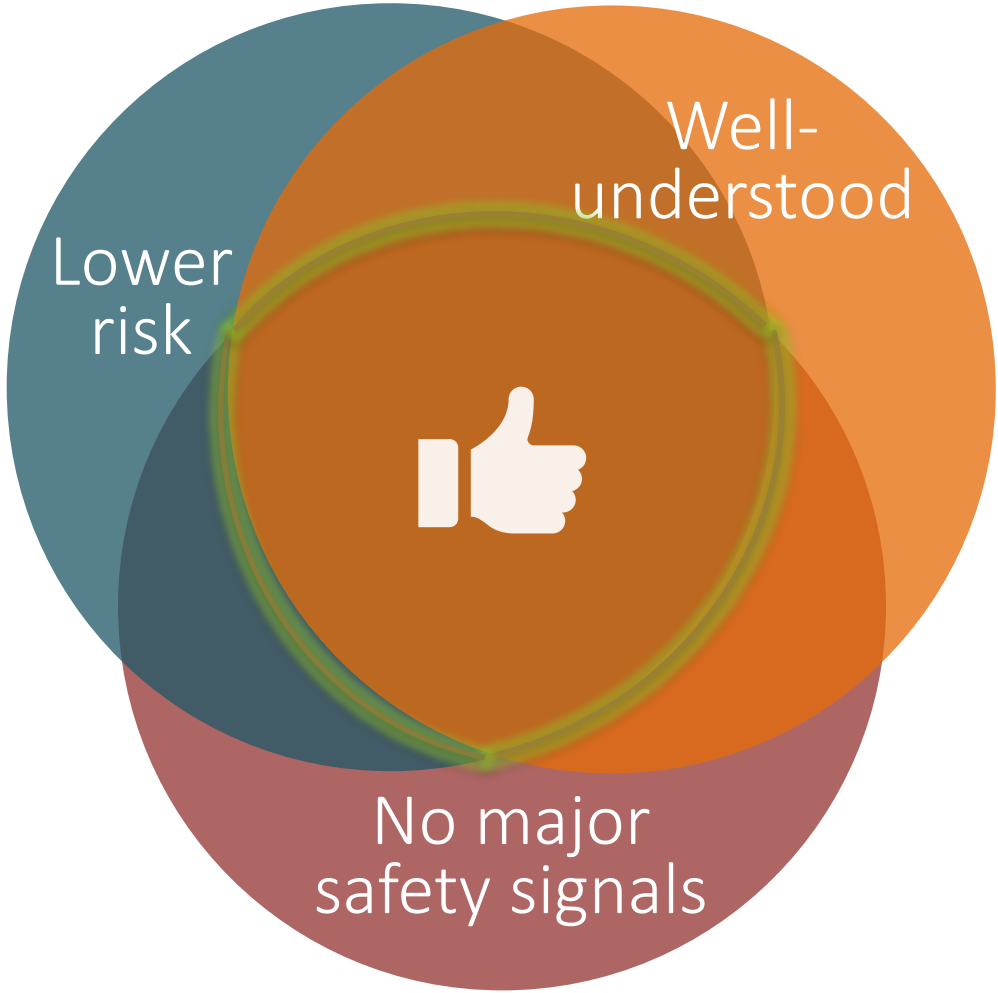 Well-
understood
Lower
risk
No major
safety signals